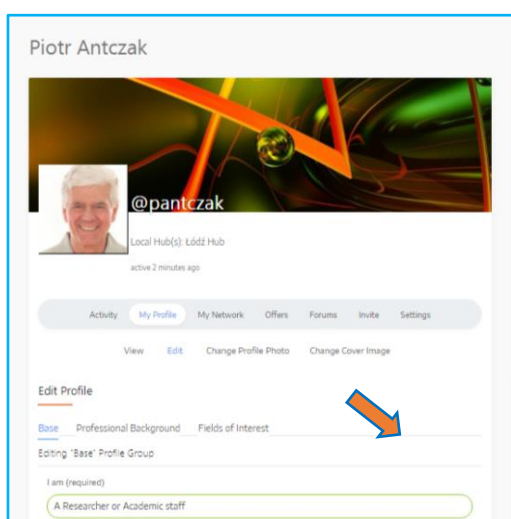 Piotr Antczak
@pantczak
Local Hub(s): Łódź Hub
active 2 minutes ago
Activity My Profile My Network Offers Forums Invite Settings
View Edit Change Profile Photo Change Cover Image
Edit Profile
Base Professional Background Fields of Interest
Editing "Base" Profile Group
I am (required)
A Researcher or Academic staff